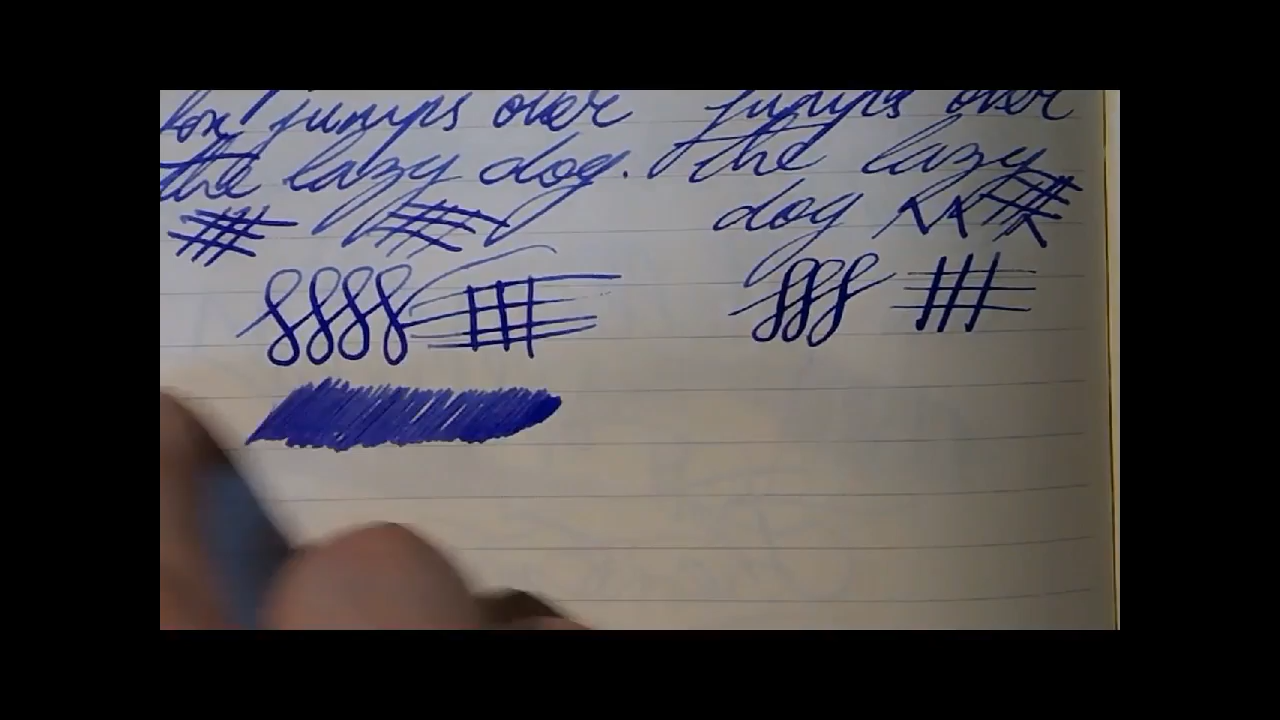 fox jumps over
the lazy dog.
jumps over
the lazy
dog